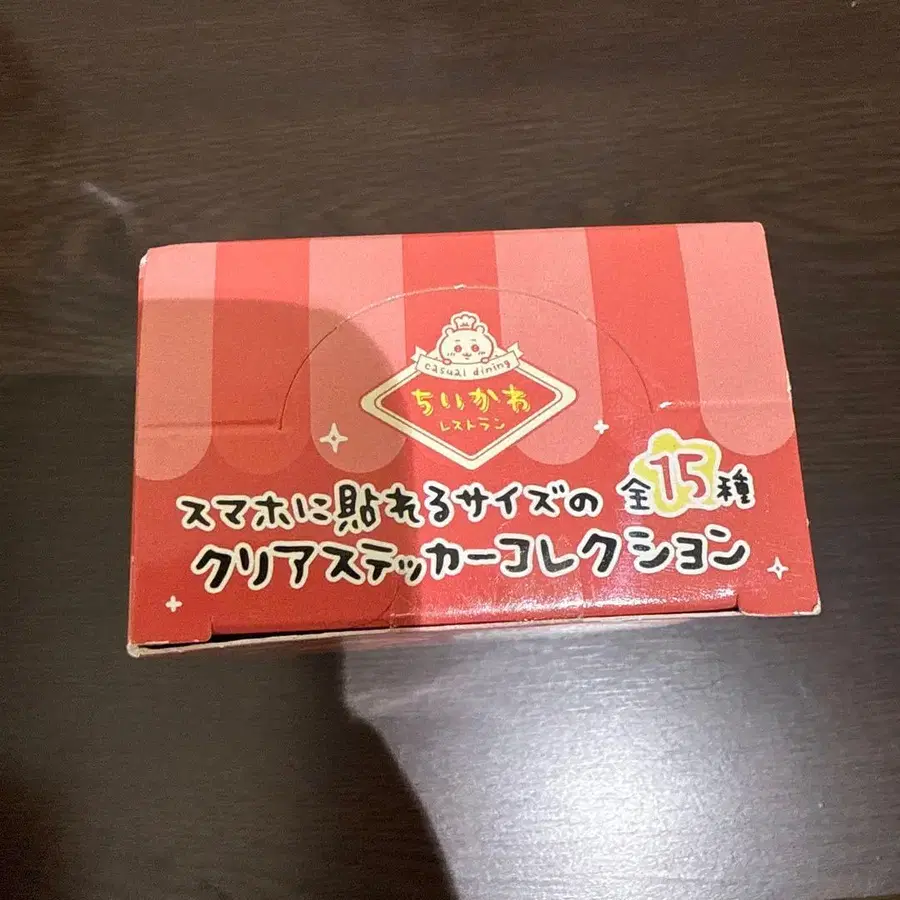 casual dining
ちいかわ
レストラン
スマホに貼れるサイズの 全15種
クリアステッカーコレクション